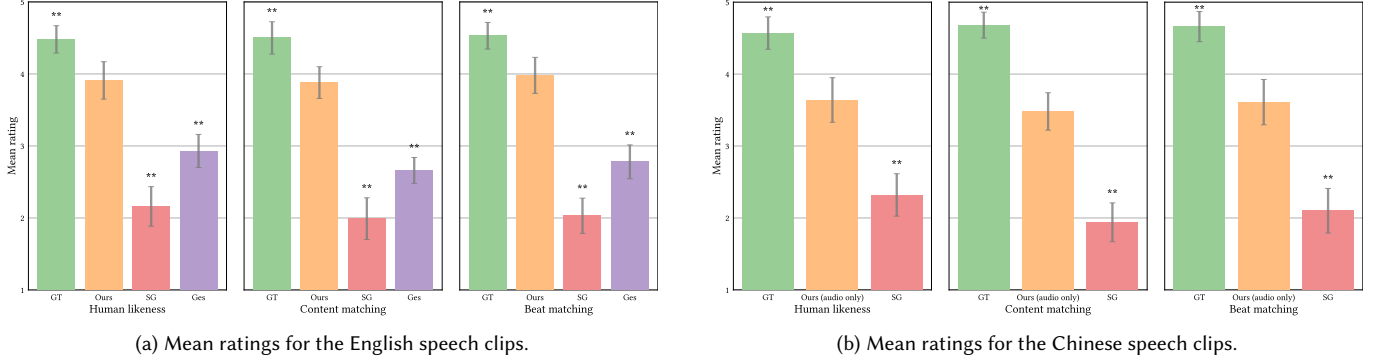 5
4
3
2
1
Mean rating
**
**
**
GT
Ours
SG
Ges
Human likeness
**
**
**
GT
Ours
SG
Ges
Content matching
**
**
**
GT
Ours
SG
Ges
Beat matching
(a) Mean ratings for the English speech clips.
5
4
3
2
1
Mean rating
**
**
GT
Ours (audio only)
SG
Human likeness
**
**
GT
Ours (audio only)
SG
Content matching
**
**
GT
Ours (audio only)
SG
Beat matching
(b) Mean ratings for the Chinese speech clips.